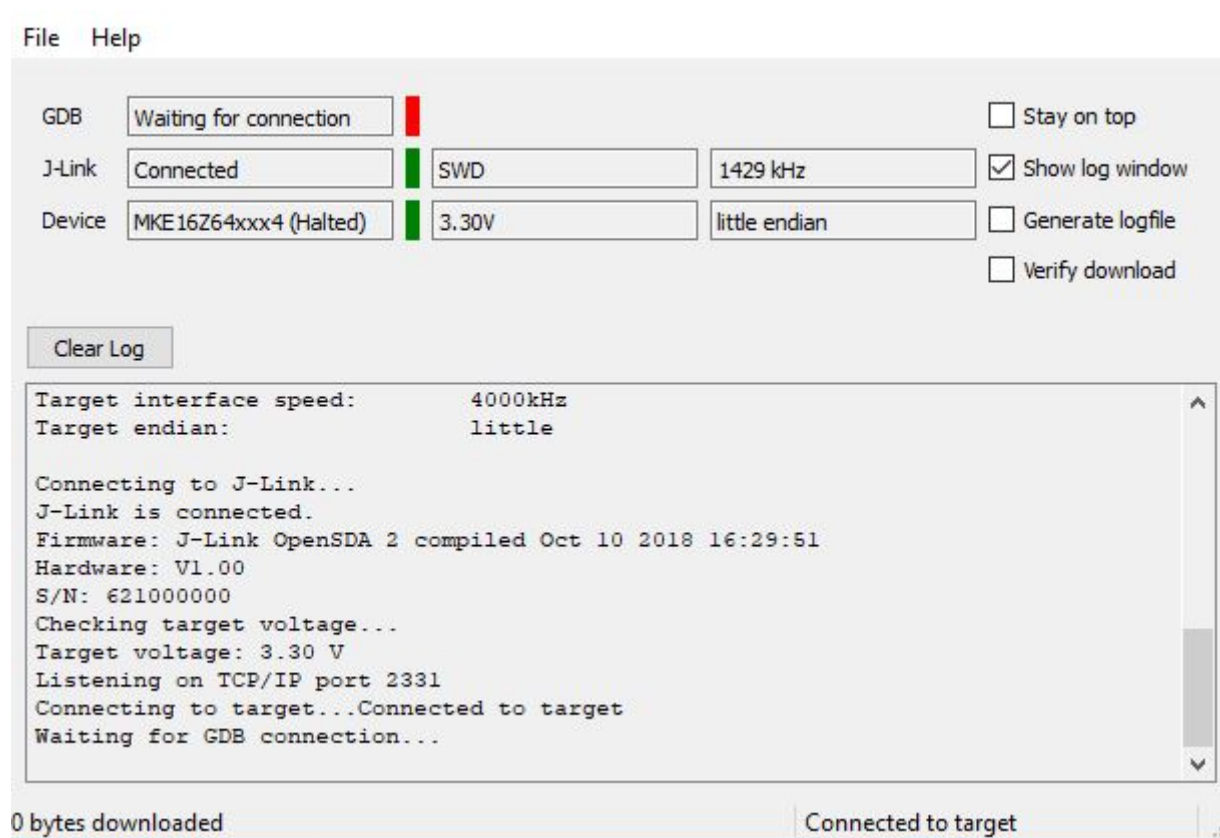 File Help
GDB Waiting for connection Stay on top
J-Link Connected SWD 1429 kHz Show log window
Device MKE16Z64xxx4 (Halted) 3.30V little endian Generate logfile
Verify download
Clear Log
Target interface speed: 4000kHz
Target endian: little
Connecting to J-Link...
J-Link is connected.
Firmware: J-Link OpenSDA 2 compiled Oct 10 2018 16:29:51
Hardware: V1.00
S/N: 621000000
Checking target voltage...
Target voltage: 3.30 V
Listening on TCP/IP port 2331
Connecting to target...Connected to target
Waiting for GDB connection...
0 bytes downloaded Connected to target